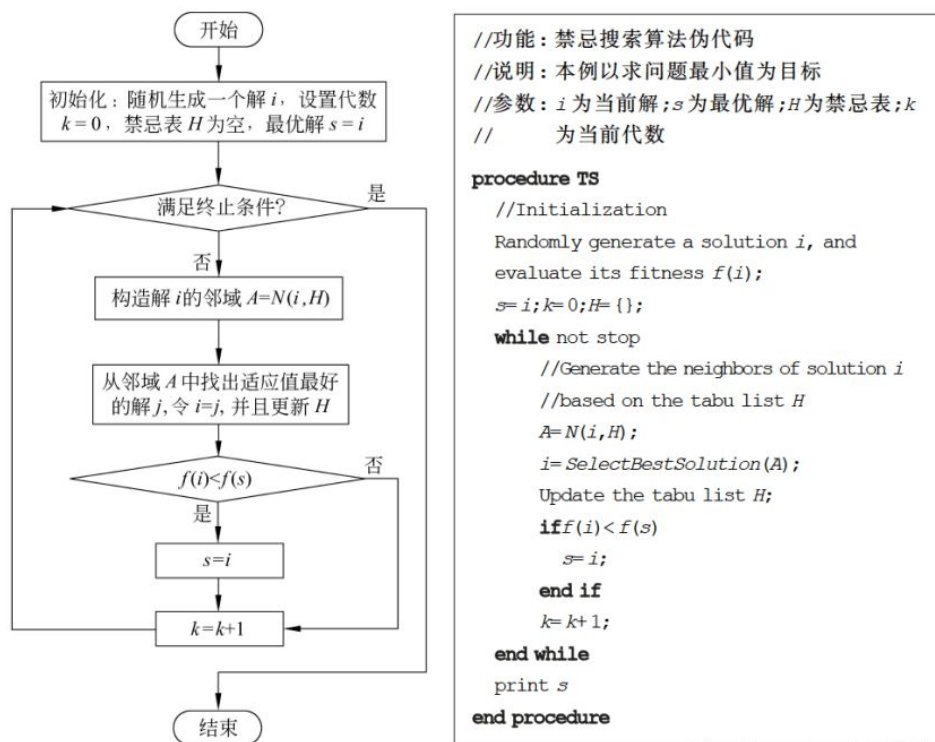 开始
初始化：随机生成一个解 i，设置代数
k = 0，禁忌表 H 为空，最优解 s = i
满足终止条件?
是
否
构造解 i的邻域 A=N(i,H)
从邻域 A 中找出适应值最好
的解 j,令 i=j, 并且更新 H
f(i)<f(s)
否
是
s=i
k=k+1
结束
//功能：禁忌搜索算法伪代码
//说明：本例以求问题最小值为目标
//参数：i 为当前解;s 为最优解;H 为禁忌表;k
// 为当前代数
procedure TS
//Initialization
Randomly generate a solution i, and
evaluate its fitness f(i);
s=i;k=0;H={};
while not stop
//Generate the neighbors of solution i
//based on the tabu list H
A=N(i,H);
i=SelectBestSolution(A);
Update the tabu list H;
iff(i)<f(s)
s=i;
end if
k=k+1;
end while
print s
end procedure